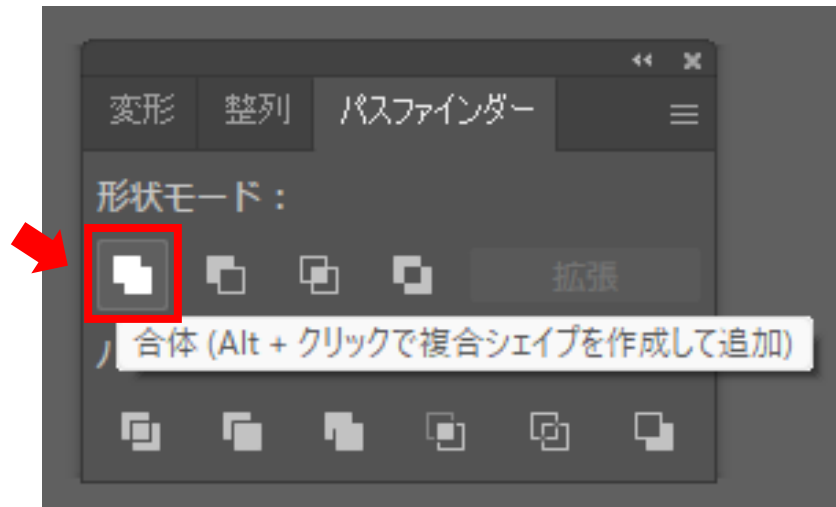 変形 整列 パスファインダー
形状モード：
拡張
合体 (Alt + クリックで複合シェイプを作成して追加)